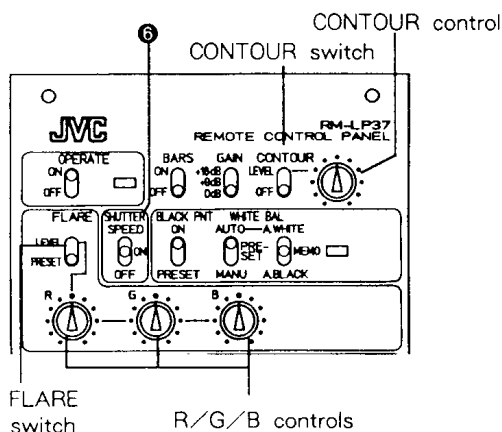 CONTOUR control
❻
CONTOUR switch
JVC
RM-LP37
REMOTE CONTROL PANEL
OPERATE
ON
OFF
BARS
ON
OFF
GAIN
+18dB
+9dB
0dB
CONTOUR
LEVEL
OFF
FLARE
LEVEL
PRESET
SHUTTER
SPEED
ON
OFF
BLACK PNT
ON
PRESET
WHITE BAL
AUTO A.WHITE
PRE-
SET
MEMO
MANU A.BLACK
R G B
FLARE
switch
R/G/B controls